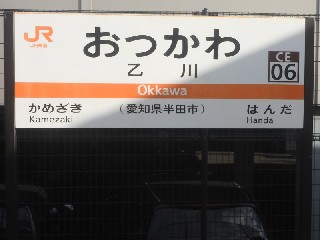 JR
JR東海
おっかわ
乙川
CE
06
Okkawa
かめざき
Kamezaki
（愛知県半田市）
はんだ
Handa